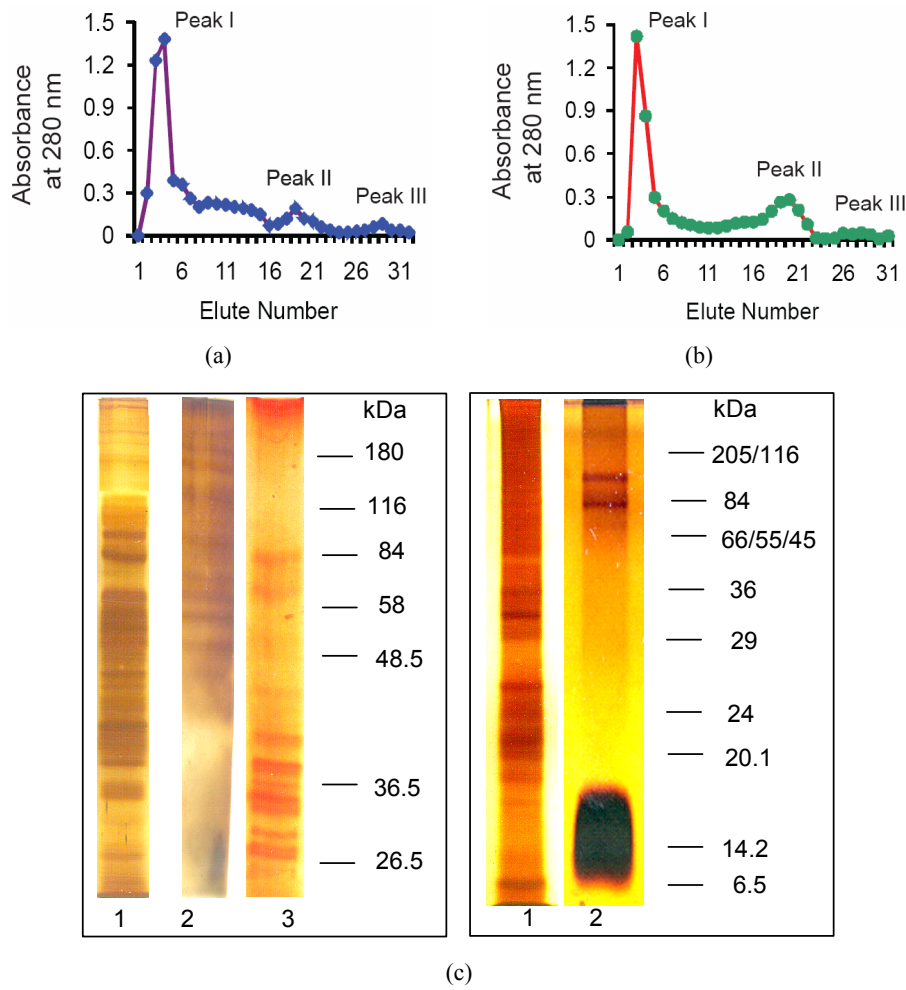 Peak I
1.5
1.2
0.9
0.6
0.3
0
Absorbance
at 280 nm
Peak II
Peak III
1 6 11 16 21 26 31
Elute Number
(a)
Peak I
1.5
1.2
0.9
0.6
0.3
0
Absorbance
at 280 nm
Peak II
Peak III
1 6 11 16 21 26 31
Elute Number
(b)
kDa
180
116
84
58
48.5
36.5
26.5
1 2 3
kDa
205/116
84
66/55/45
36
29
24
20.1
14.2
6.5
1 2
(c)